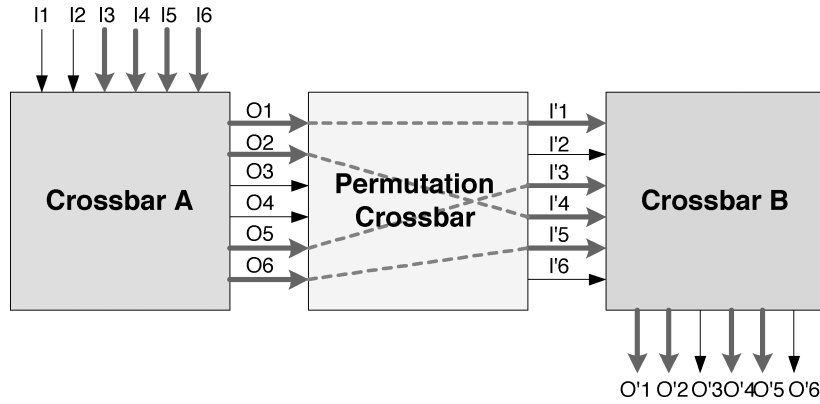 I1 I2 I3 I4 I5 I6
O1
O2
O3
O4
O5
O6
Crossbar A
Permutation
Crossbar
I'1
I'2
I'3
I'4
I'5
I'6
Crossbar B
O'1 O'2 O'3 O'4 O'5 O'6